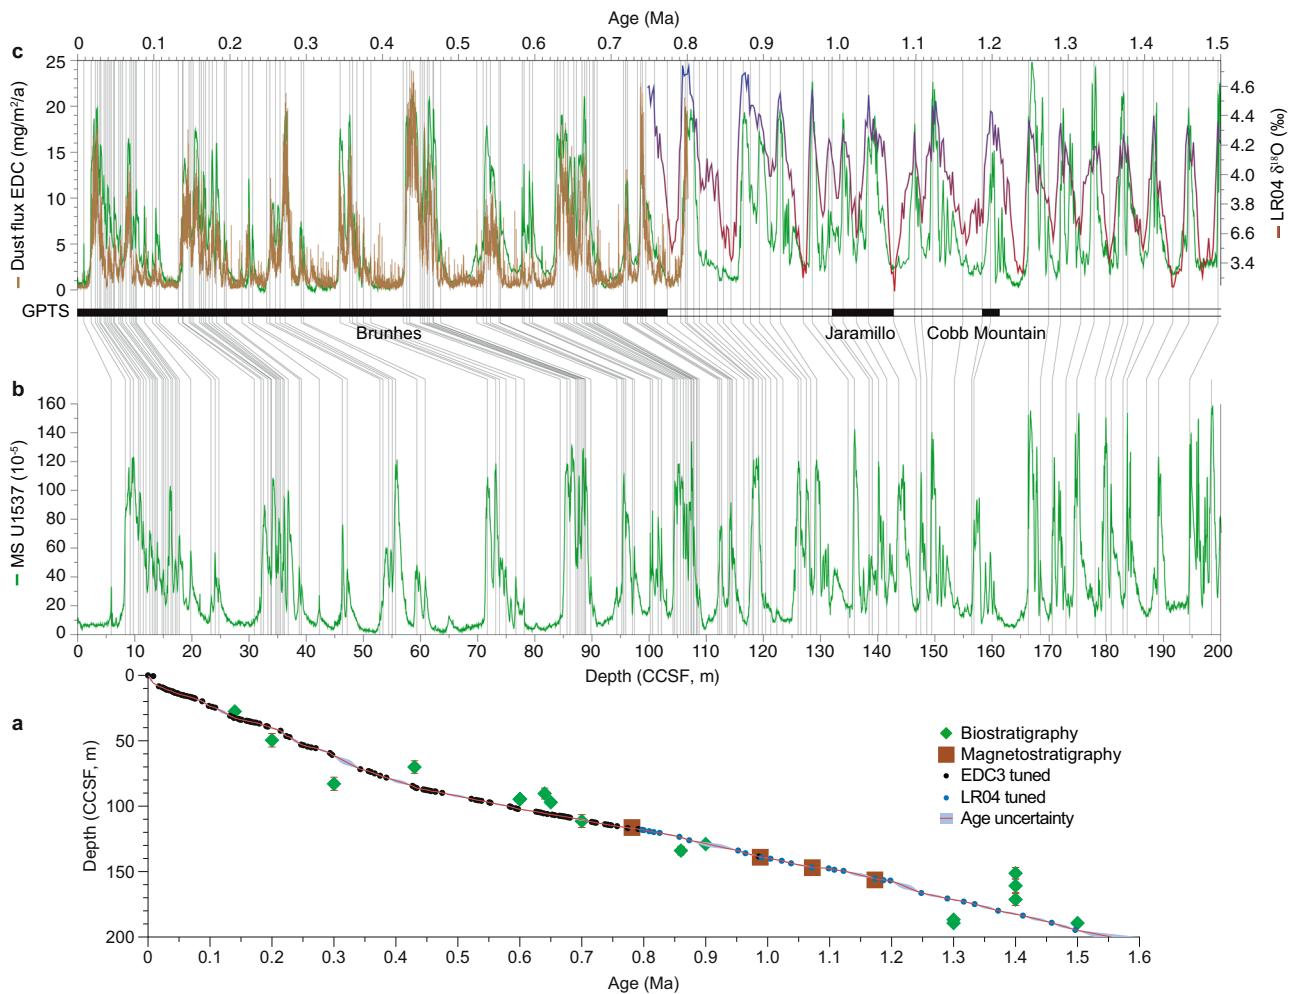 Age (Ma)
c
0 0.1 0.2 0.3 0.4 0.5 0.6 0.7 0.8 0.9 1.0 1.1 1.2 1.3 1.4 1.5
Dust flux EDC (mg/m²/a)
25
20
15
10
5
0
LR04 δ¹⁸O (‰)
4.6
4.4
4.2
4.0
3.8
6.6
3.4
GPTS
Brunhes
Jaramillo
Cobb Mountain
b
MS U1537 (10⁻⁵)
160
140
120
100
80
60
40
20
0
0 10 20 30 40 50 60 70 80 90 100 110 120 130 140 150 160 170 180 190 200
Depth (CCSF, m)
a
Depth (CCSF, m)
0
50
100
150
200
Biostratigraphy
Magnetostratigraphy
EDC3 tuned
LR04 tuned
Age uncertainty
0 0.1 0.2 0.3 0.4 0.5 0.6 0.7 0.8 0.9 1.0 1.1 1.2 1.3 1.4 1.5 1.6
Age (Ma)